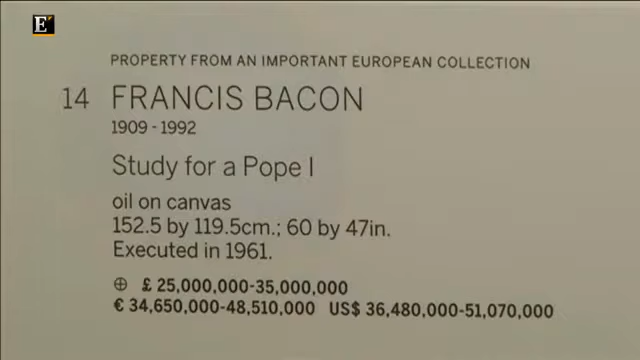 E
PROPERTY FROM AN IMPORTANT EUROPEAN COLLECTION
14 FRANCIS BACON
1909 - 1992
Study for a Pope I
oil on canvas
152.5 by 119.5cm.; 60 by 47in.
Executed in 1961.
⊕ £ 25,000,000-35,000,000
€ 34,650,000-48,510,000 US$ 36,480,000-51,070,000